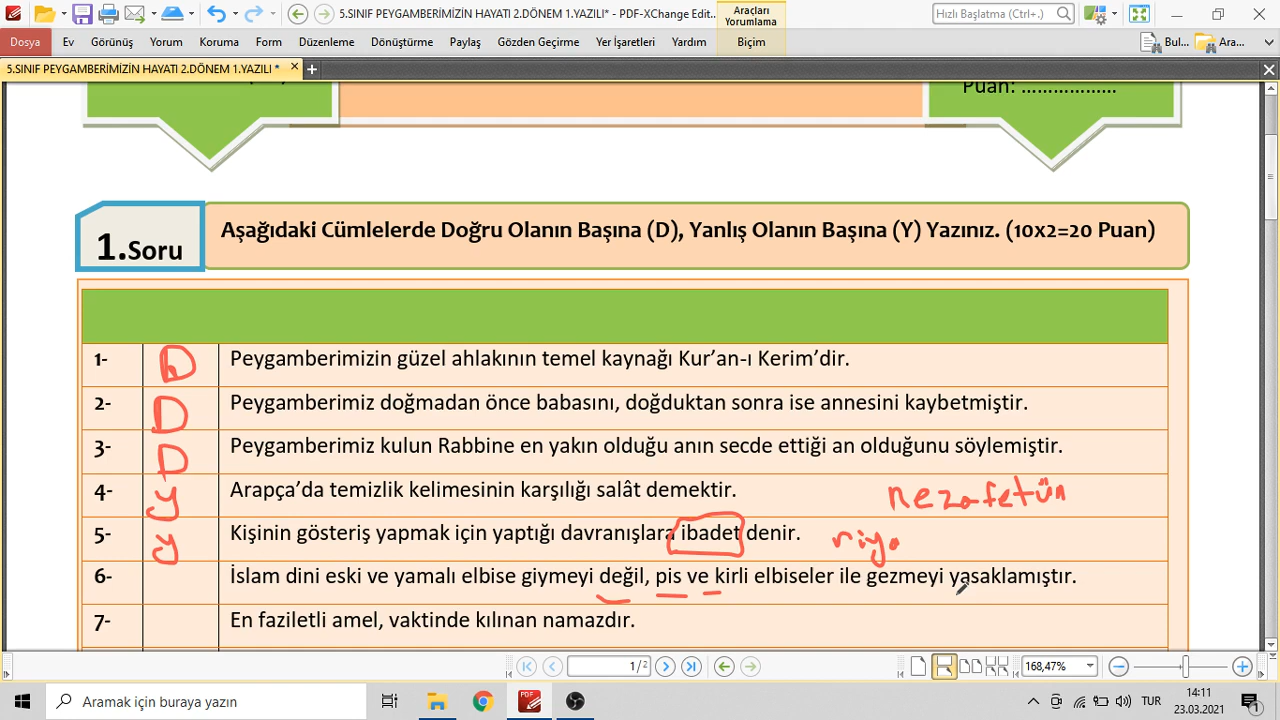 5.SINIF PEYGAMBERİMİZİN HAYATI 2.DÖNEM 1.YAZILI* - PDF-XChange Edit...
Araçları Yorumlama
Hızlı Başlatma (Ctrl+.)
Dosya Ev Görünüş Yorum Koruma Form Düzenleme Dönüştürme Paylaş Gözden Geçirme Yer İşaretleri Yardım Biçim Bul... Ara...
5.SINIF PEYGAMBERİMİZİN HAYATI 2.DÖNEM 1.YAZILI *
Puan: ………………
1.Soru
Aşağıdaki Cümlelerde Doğru Olanın Başına (D), Yanlış Olanın Başına (Y) Yazınız. (10x2=20 Puan)
1- D Peygamberimizin güzel ahlakının temel kaynağı Kur’an-ı Kerim’dir.
2- D Peygamberimiz doğmadan önce babasını, doğduktan sonra ise annesini kaybetmiştir.
3- D Peygamberimiz kulun Rabbine en yakın olduğu anın secde ettiği an olduğunu söylemiştir.
4- y Arapça’da temizlik kelimesinin karşılığı salât demektir. nezafetün
5- y Kişinin gösteriş yapmak için yaptığı davranışlara ibadet denir. riya
6- İslam dini eski ve yamalı elbise giymeyi değil, pis ve kirli elbiseler ile gezmeyi yasaklamıştır.
7- En faziletli amel, vaktinde kılınan namazdır.
1 / 2
168,47%
Aramak için buraya yazın
PDF
TUR
14:11
23.03.2021
1